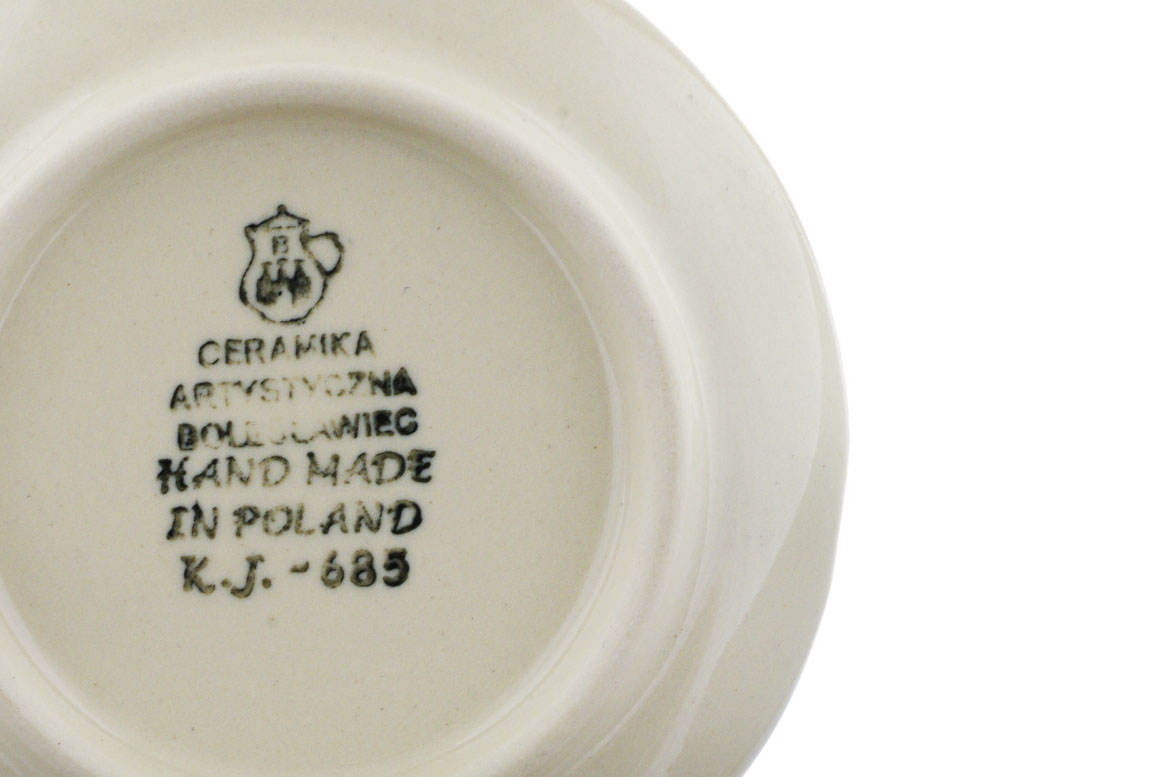 B
CERAMIKA
ARTYSTYCZNA
BOLESŁAWIEC
HAND MADE
IN POLAND
K.J. - 685